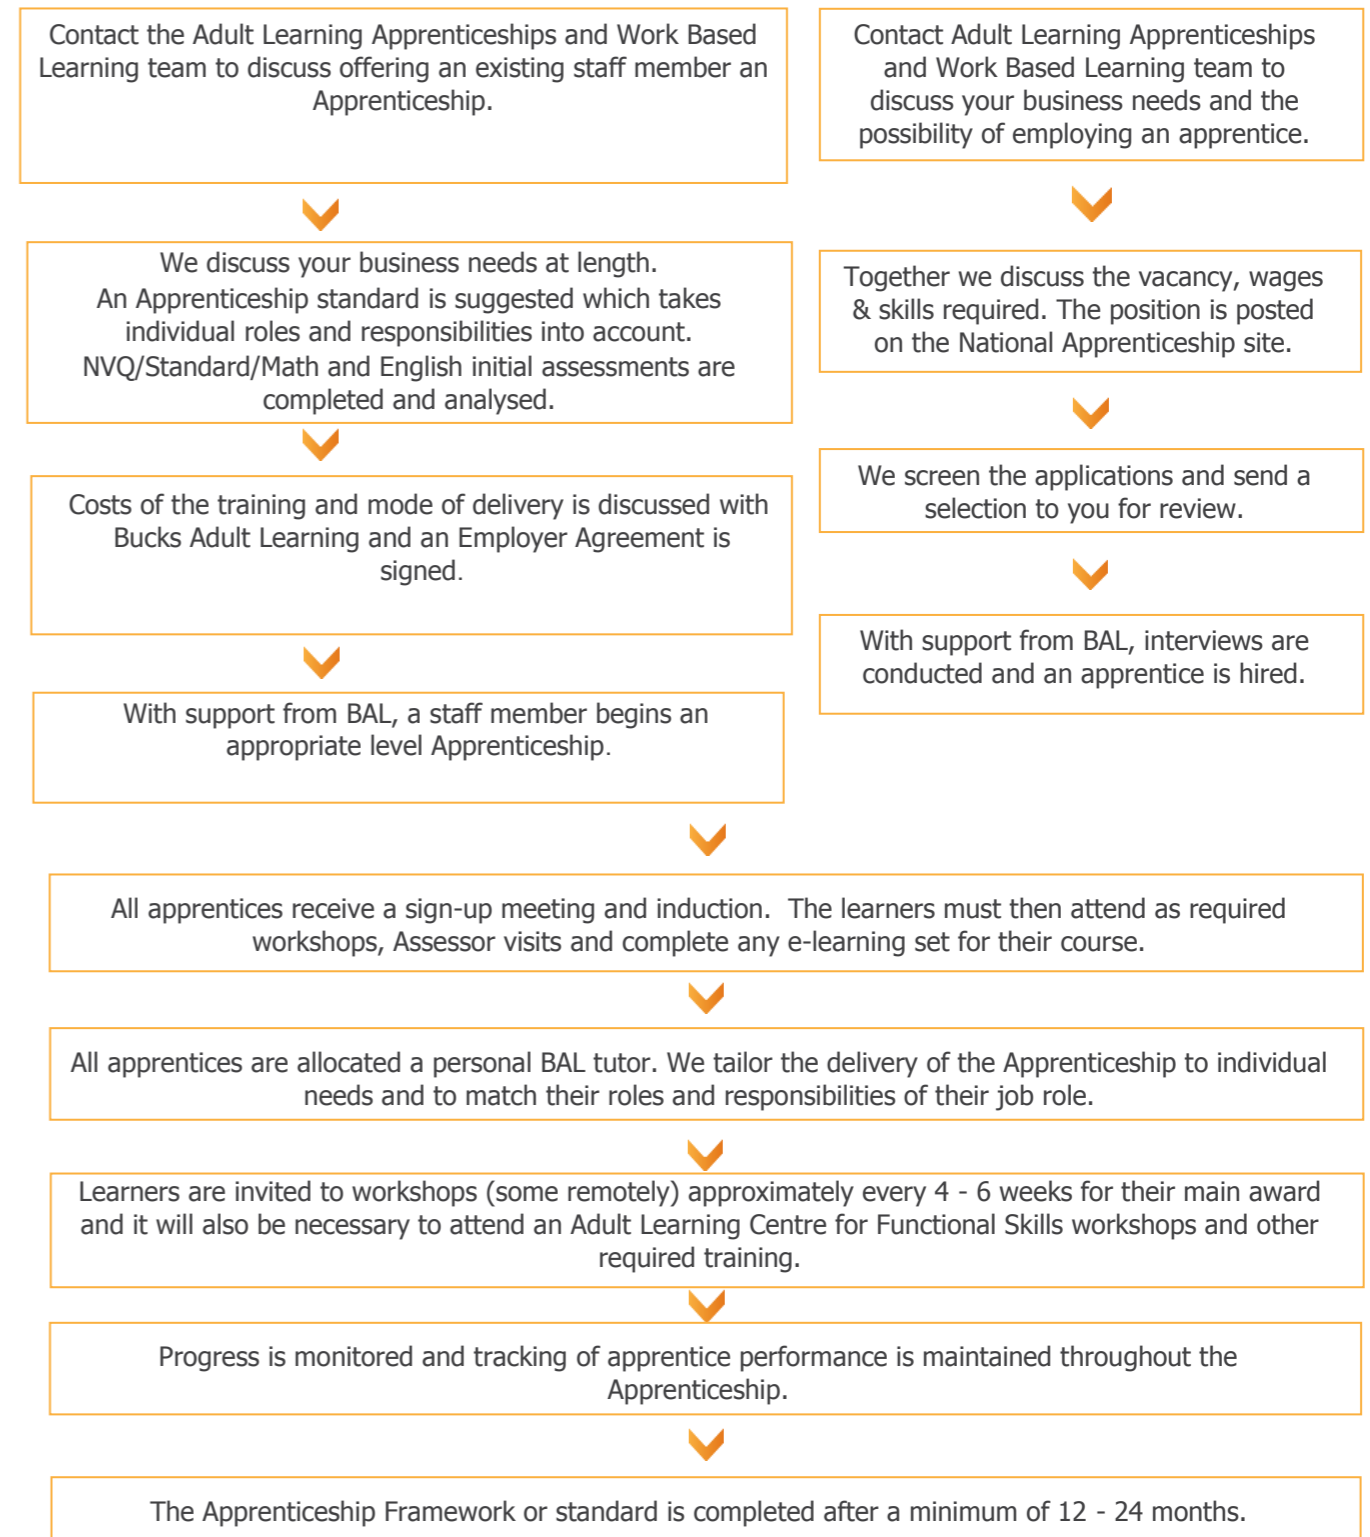 Contact the Adult Learning Apprenticeships and Work Based
Learning team to discuss offering an existing staff member an
Apprenticeship.
We discuss your business needs at length.
An Apprenticeship standard is suggested which takes
individual roles and responsibilities into account.
NVQ/Standard/Math and English initial assessments are
completed and analysed.
Costs of the training and mode of delivery is discussed with
Bucks Adult Learning and an Employer Agreement is
signed.
With support from BAL, a staff member begins an
appropriate level Apprenticeship.
Contact Adult Learning Apprenticeships
and Work Based Learning team to
discuss your business needs and the
possibility of employing an apprentice.
Together we discuss the vacancy, wages
& skills required. The position is posted
on the National Apprenticeship site.
We screen the applications and send a
selection to you for review.
With support from BAL, interviews are
conducted and an apprentice is hired.
All apprentices receive a sign-up meeting and induction.  The learners must then attend as required
workshops, Assessor visits and complete any e-learning set for their course.
All apprentices are allocated a personal BAL tutor. We tailor the delivery of the Apprenticeship to individual
needs and to match their roles and responsibilities of their job role.
Learners are invited to workshops (some remotely) approximately every 4 - 6 weeks for their main award
and it will also be necessary to attend an Adult Learning Centre for Functional Skills workshops and other
required training.
Progress is monitored and tracking of apprentice performance is maintained throughout the
Apprenticeship.
The Apprenticeship Framework or standard is completed after a minimum of 12 - 24 months.